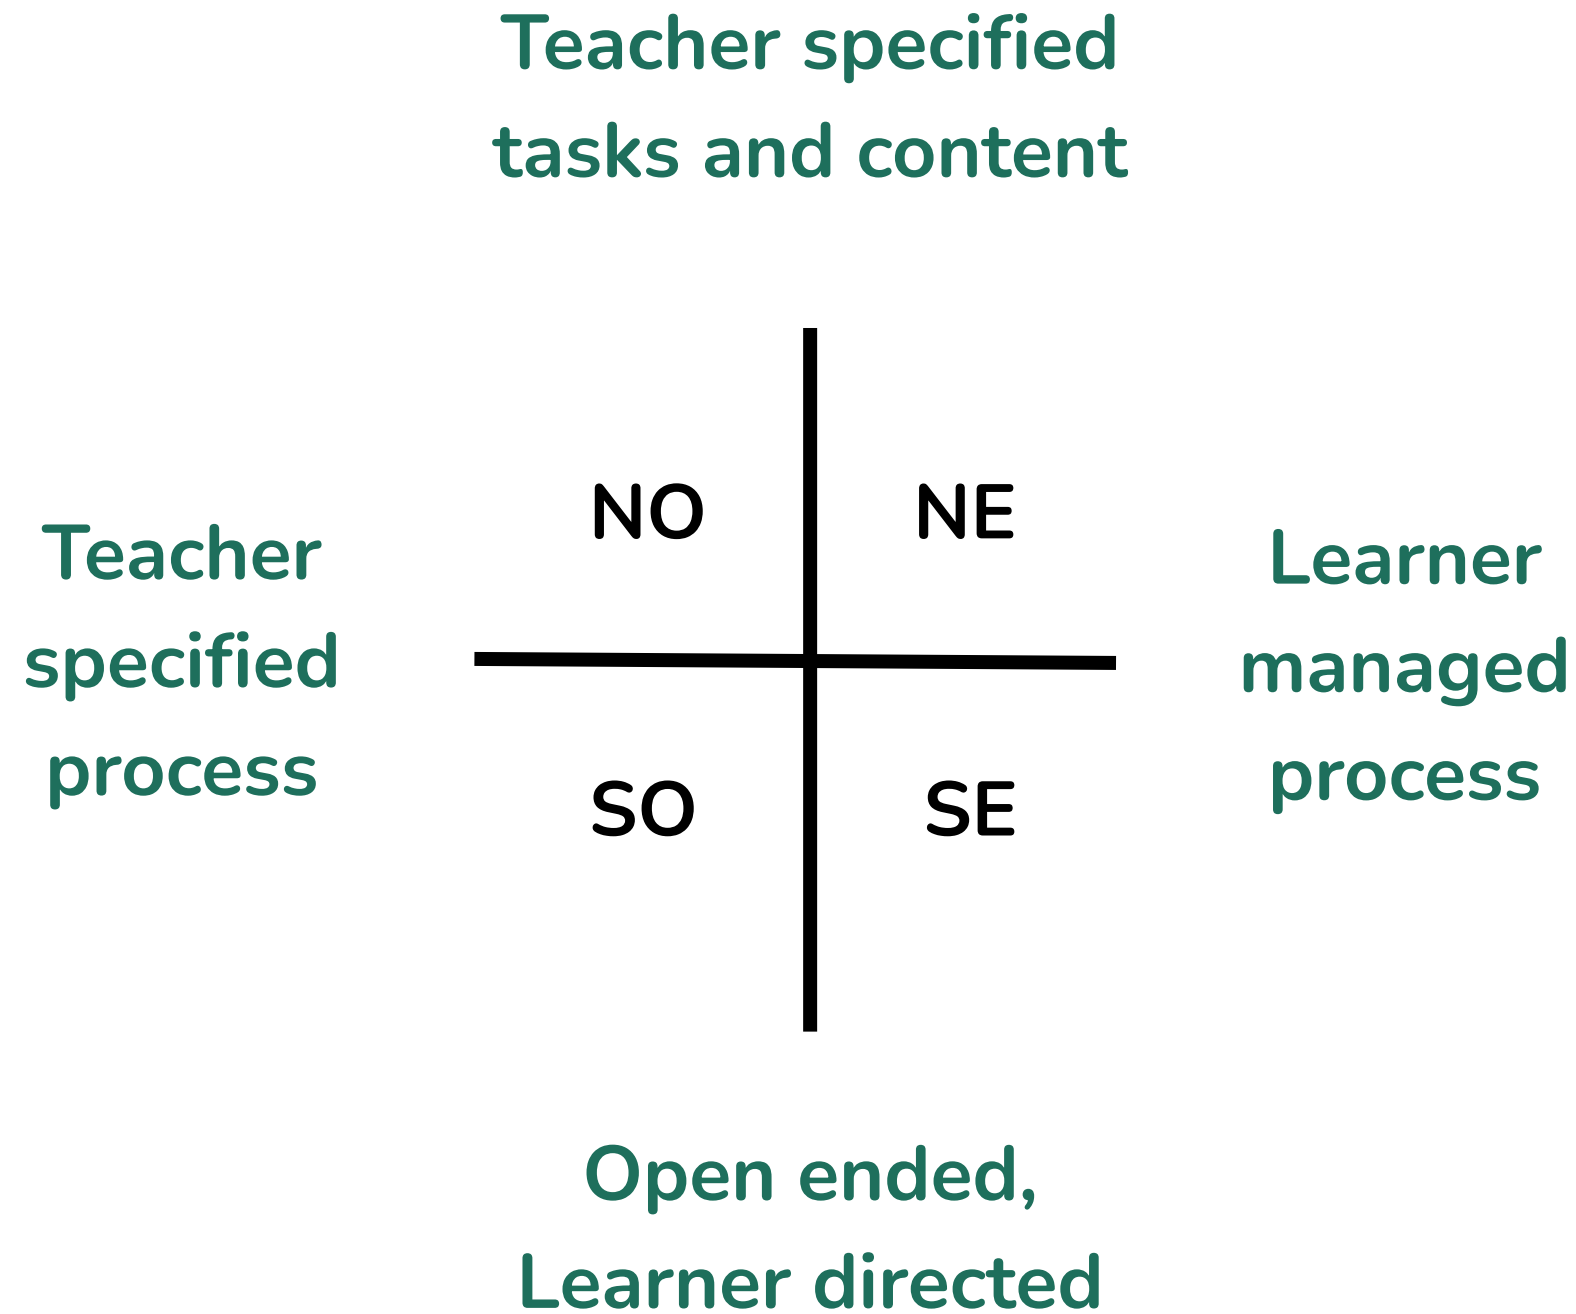 Teacher specified
tasks and content
NO
NE
Teacher
specified
process
Learner
managed
process
SO
SE
Open ended,
Learner directed